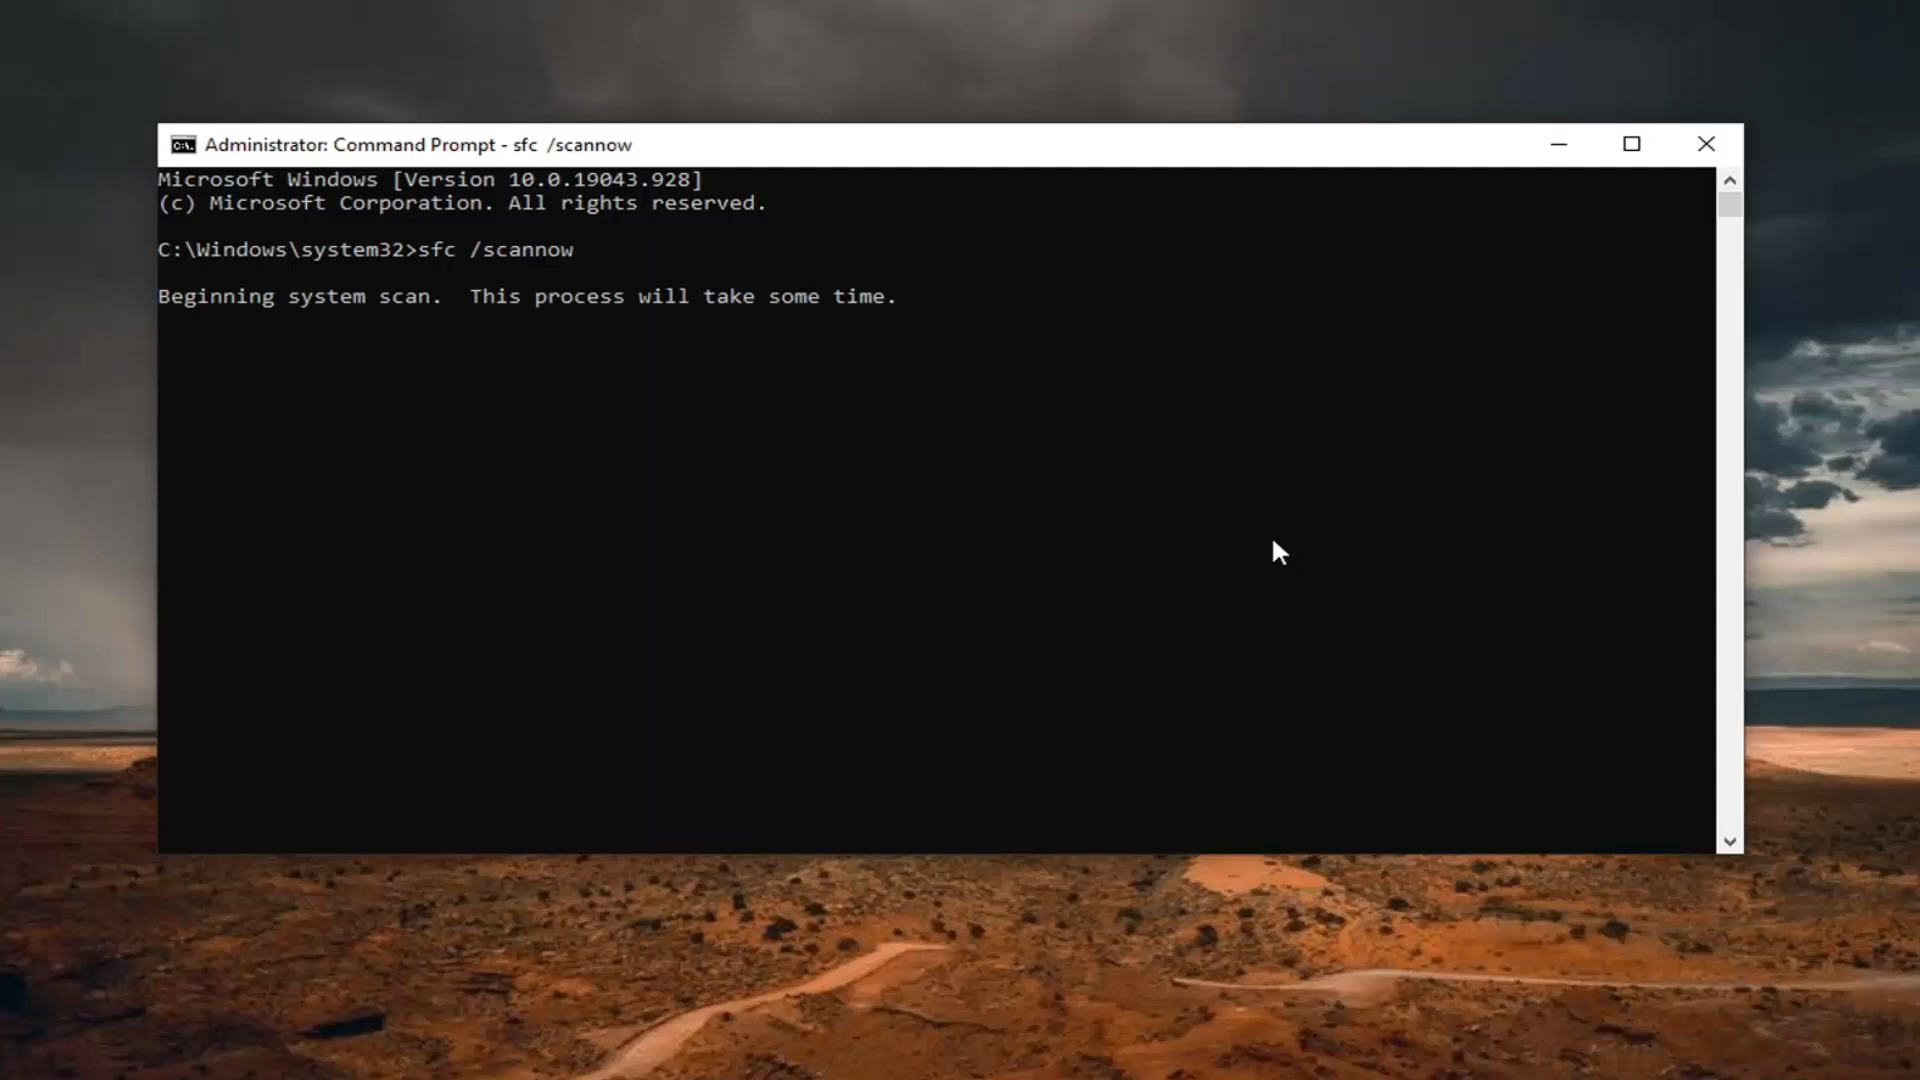 Administrator: Command Prompt - sfc  /scannow
Microsoft Windows [Version 10.0.19043.928]
(c) Microsoft Corporation. All rights reserved.
C:\Windows\system32>sfc /scannow
Beginning system scan.  This process will take some time.